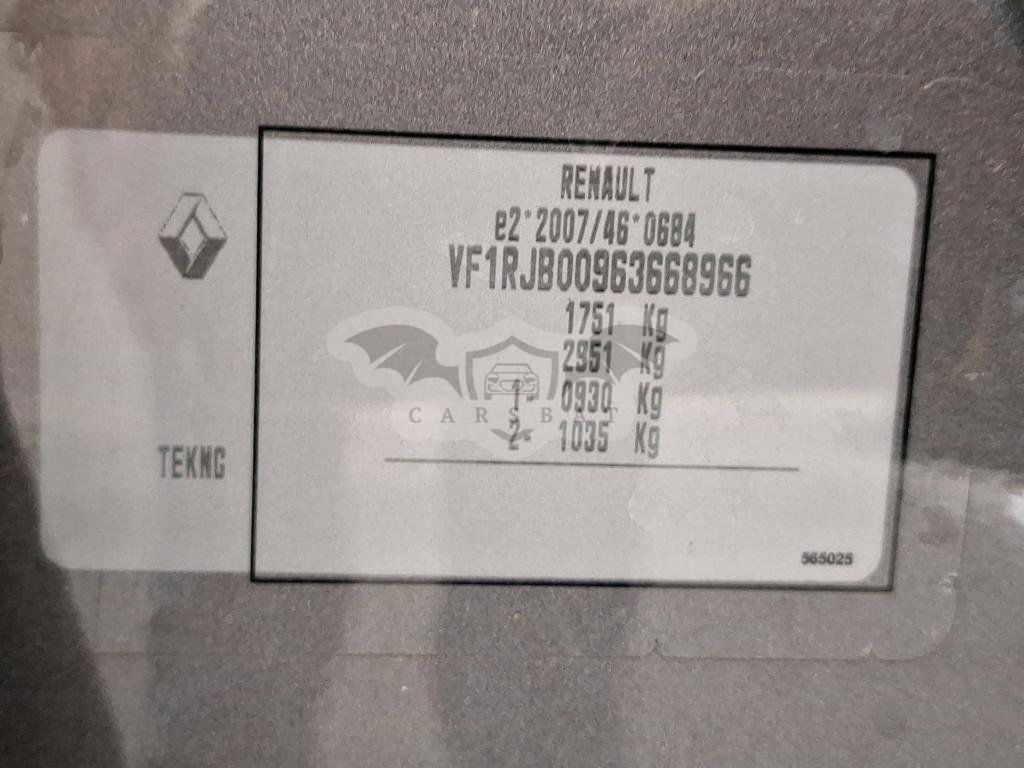 RENAULT
e2*2007/46*0684
VF1RJB00963668966
1751 Kg
2951 Kg
1- 0930 Kg
CARSBAT
2- 1035 Kg
TEKNG
565025